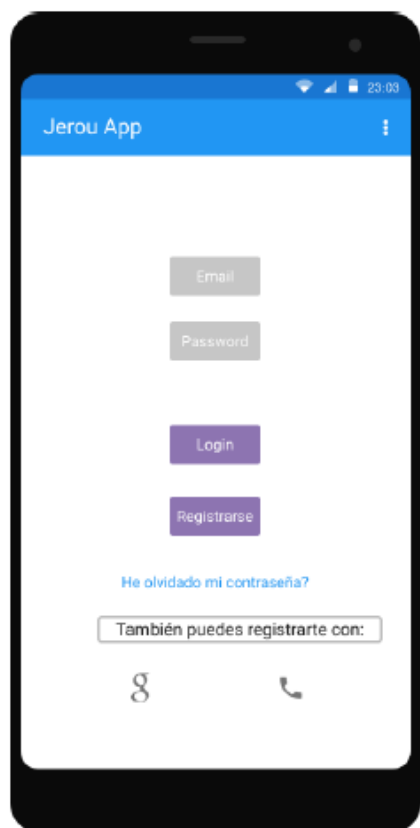 23:03
Jerou App
Email
Password
Login
Registrarse
He olvidado mi contraseña?
También puedes registrarte con:
g